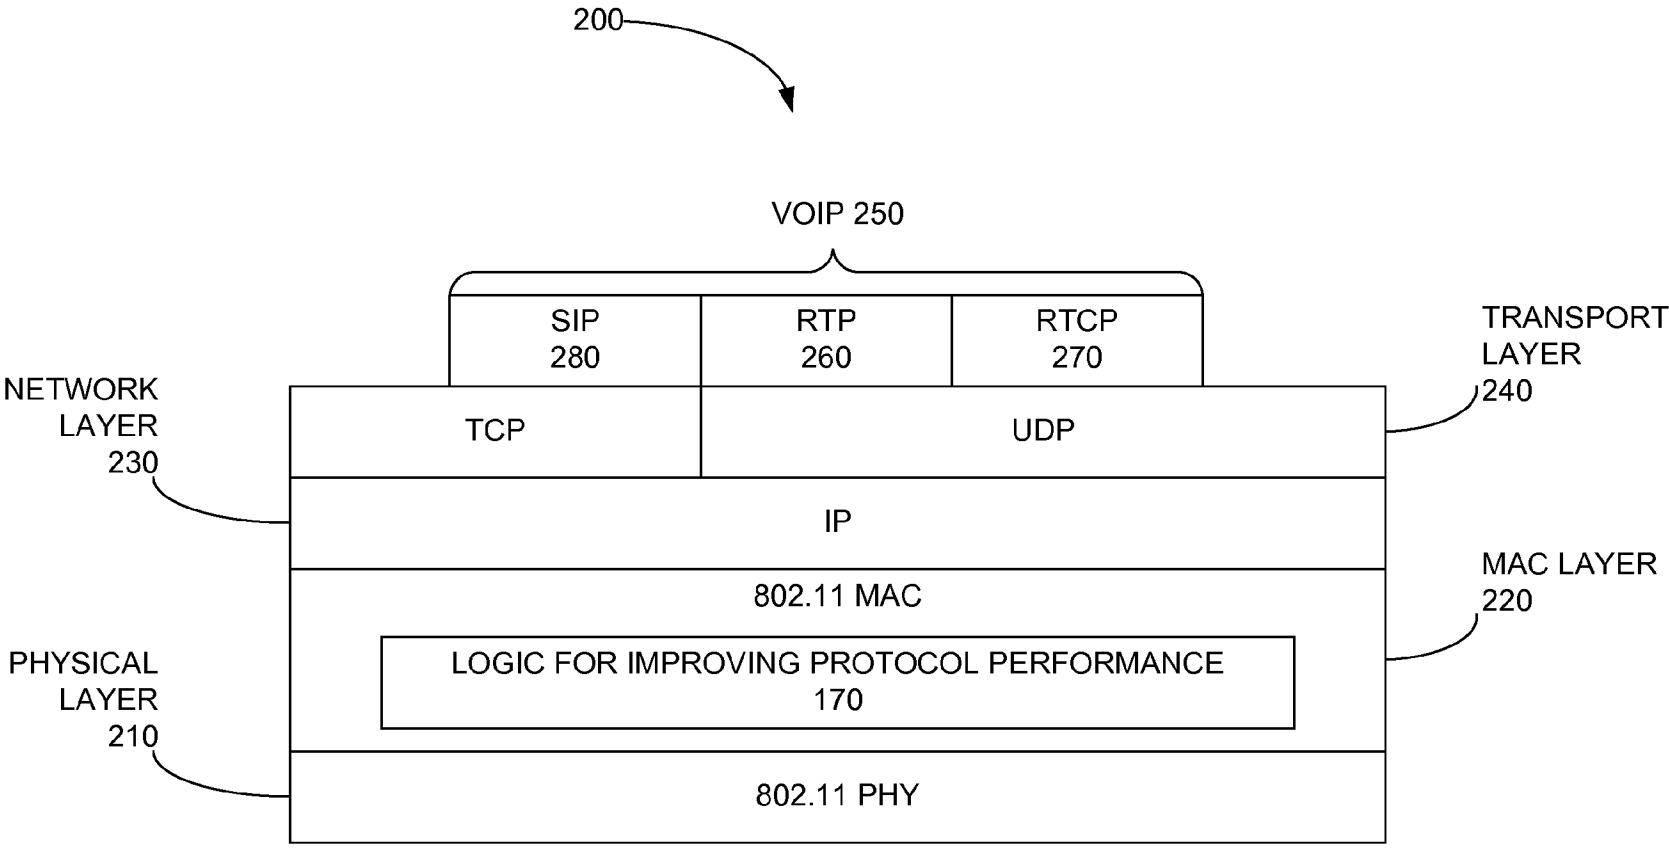 200
VOIP 250
SIP
280
RTP
260
RTCP
270
TRANSPORT
LAYER
240
NETWORK
LAYER
230
TCP
UDP
IP
MAC LAYER
220
802.11 MAC
LOGIC FOR IMPROVING PROTOCOL PERFORMANCE
170
PHYSICAL
LAYER
210
802.11 PHY